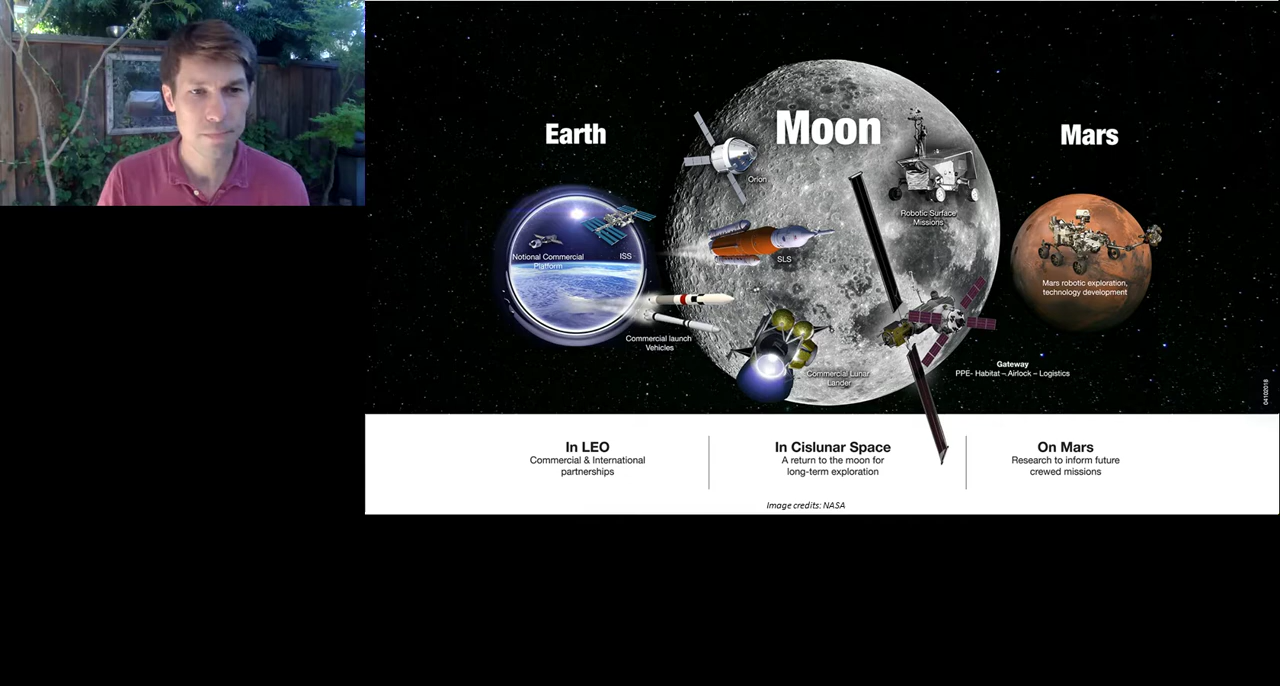 Earth
Moon
Mars
Orion
Robotic Surface
Missions
Notional Commercial
Platform
ISS
SLS
Mars robotic exploration,
technology development
Commercial launch
Vehicles
Commercial Lunar
Lander
Gateway
PPE- Habitat – Airlock – Logistics
04102018
In LEO
Commercial & International
partnerships
In Cislunar Space
A return to the moon for
long-term exploration
On Mars
Research to inform future
crewed missions
Image credits: NASA